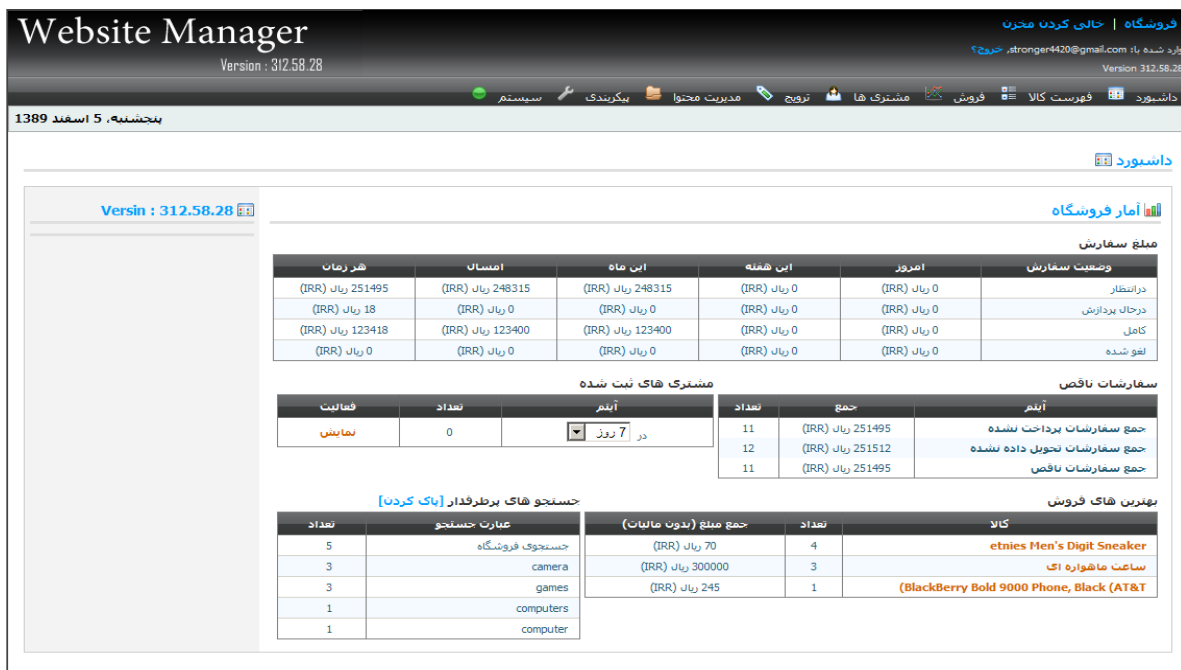 Website Manager
Version : 312.58.28
فروشگاه | خالی کردن مخزن
وارد شده با: stronger4420@gmail.com, خروج؟
Version 312.58.28
داشبورد فهرست کالا فروش مشتری ها ترویج مدیریت محتوا پیکربندی سیستم
پنجشنبه، 5 اسفند 1389
داشبورد
آمار فروشگاه
Versin : 312.58.28
مبلغ سفارش
وضعیت سفارش امروز این هفته این ماه امسال هر زمان
درانتظار 0 ریال (IRR) 0 ریال (IRR) 248315 ریال (IRR) 248315 ریال (IRR) 251495 ریال (IRR)
درحال پردازش 0 ریال (IRR) 0 ریال (IRR) 0 ریال (IRR) 0 ریال (IRR) 18 ریال (IRR)
کامل 0 ریال (IRR) 0 ریال (IRR) 123400 ریال (IRR) 123400 ریال (IRR) 123418 ریال (IRR)
لغو شده 0 ریال (IRR) 0 ریال (IRR) 0 ریال (IRR) 0 ریال (IRR) 0 ریال (IRR)
سفارشات ناقص
آیتم جمع تعداد
جمع سفارشات پرداخت نشده 251495 ریال (IRR) 11
جمع سفارشات تحویل داده نشده 251512 ریال (IRR) 12
جمع سفارشات ناقص 251495 ریال (IRR) 11
مشتری های ثبت شده
آیتم تعداد فعالیت
در 7 روز 0 نمایش
بهترین های فروش
کالا تعداد جمع مبلغ (بدون مالیات)
etnies Men's Digit Sneaker 4 70 ریال (IRR)
ساعت ماهواره ای 3 300000 ریال (IRR)
(BlackBerry Bold 9000 Phone, Black (AT&T 1 245 ریال (IRR)
جستجو های پرطرفدار [پاک کردن]
عبارت جستجو تعداد
جستجوی فروشگاه 5
camera 3
games 3
computers 1
computer 1